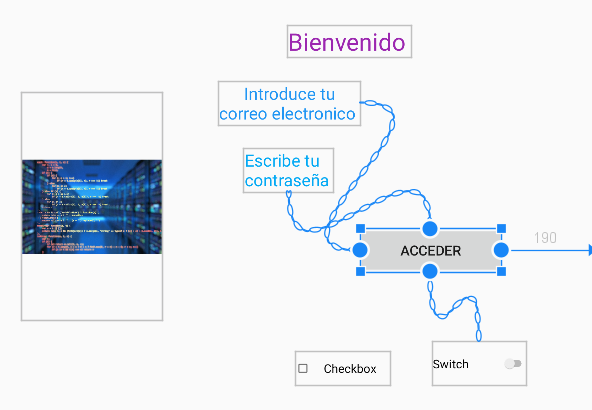 Bienvenido
Introduce tu
correo electronico
Escribe tu
contraseña
ACCEDER
190
Switch
Checkbox